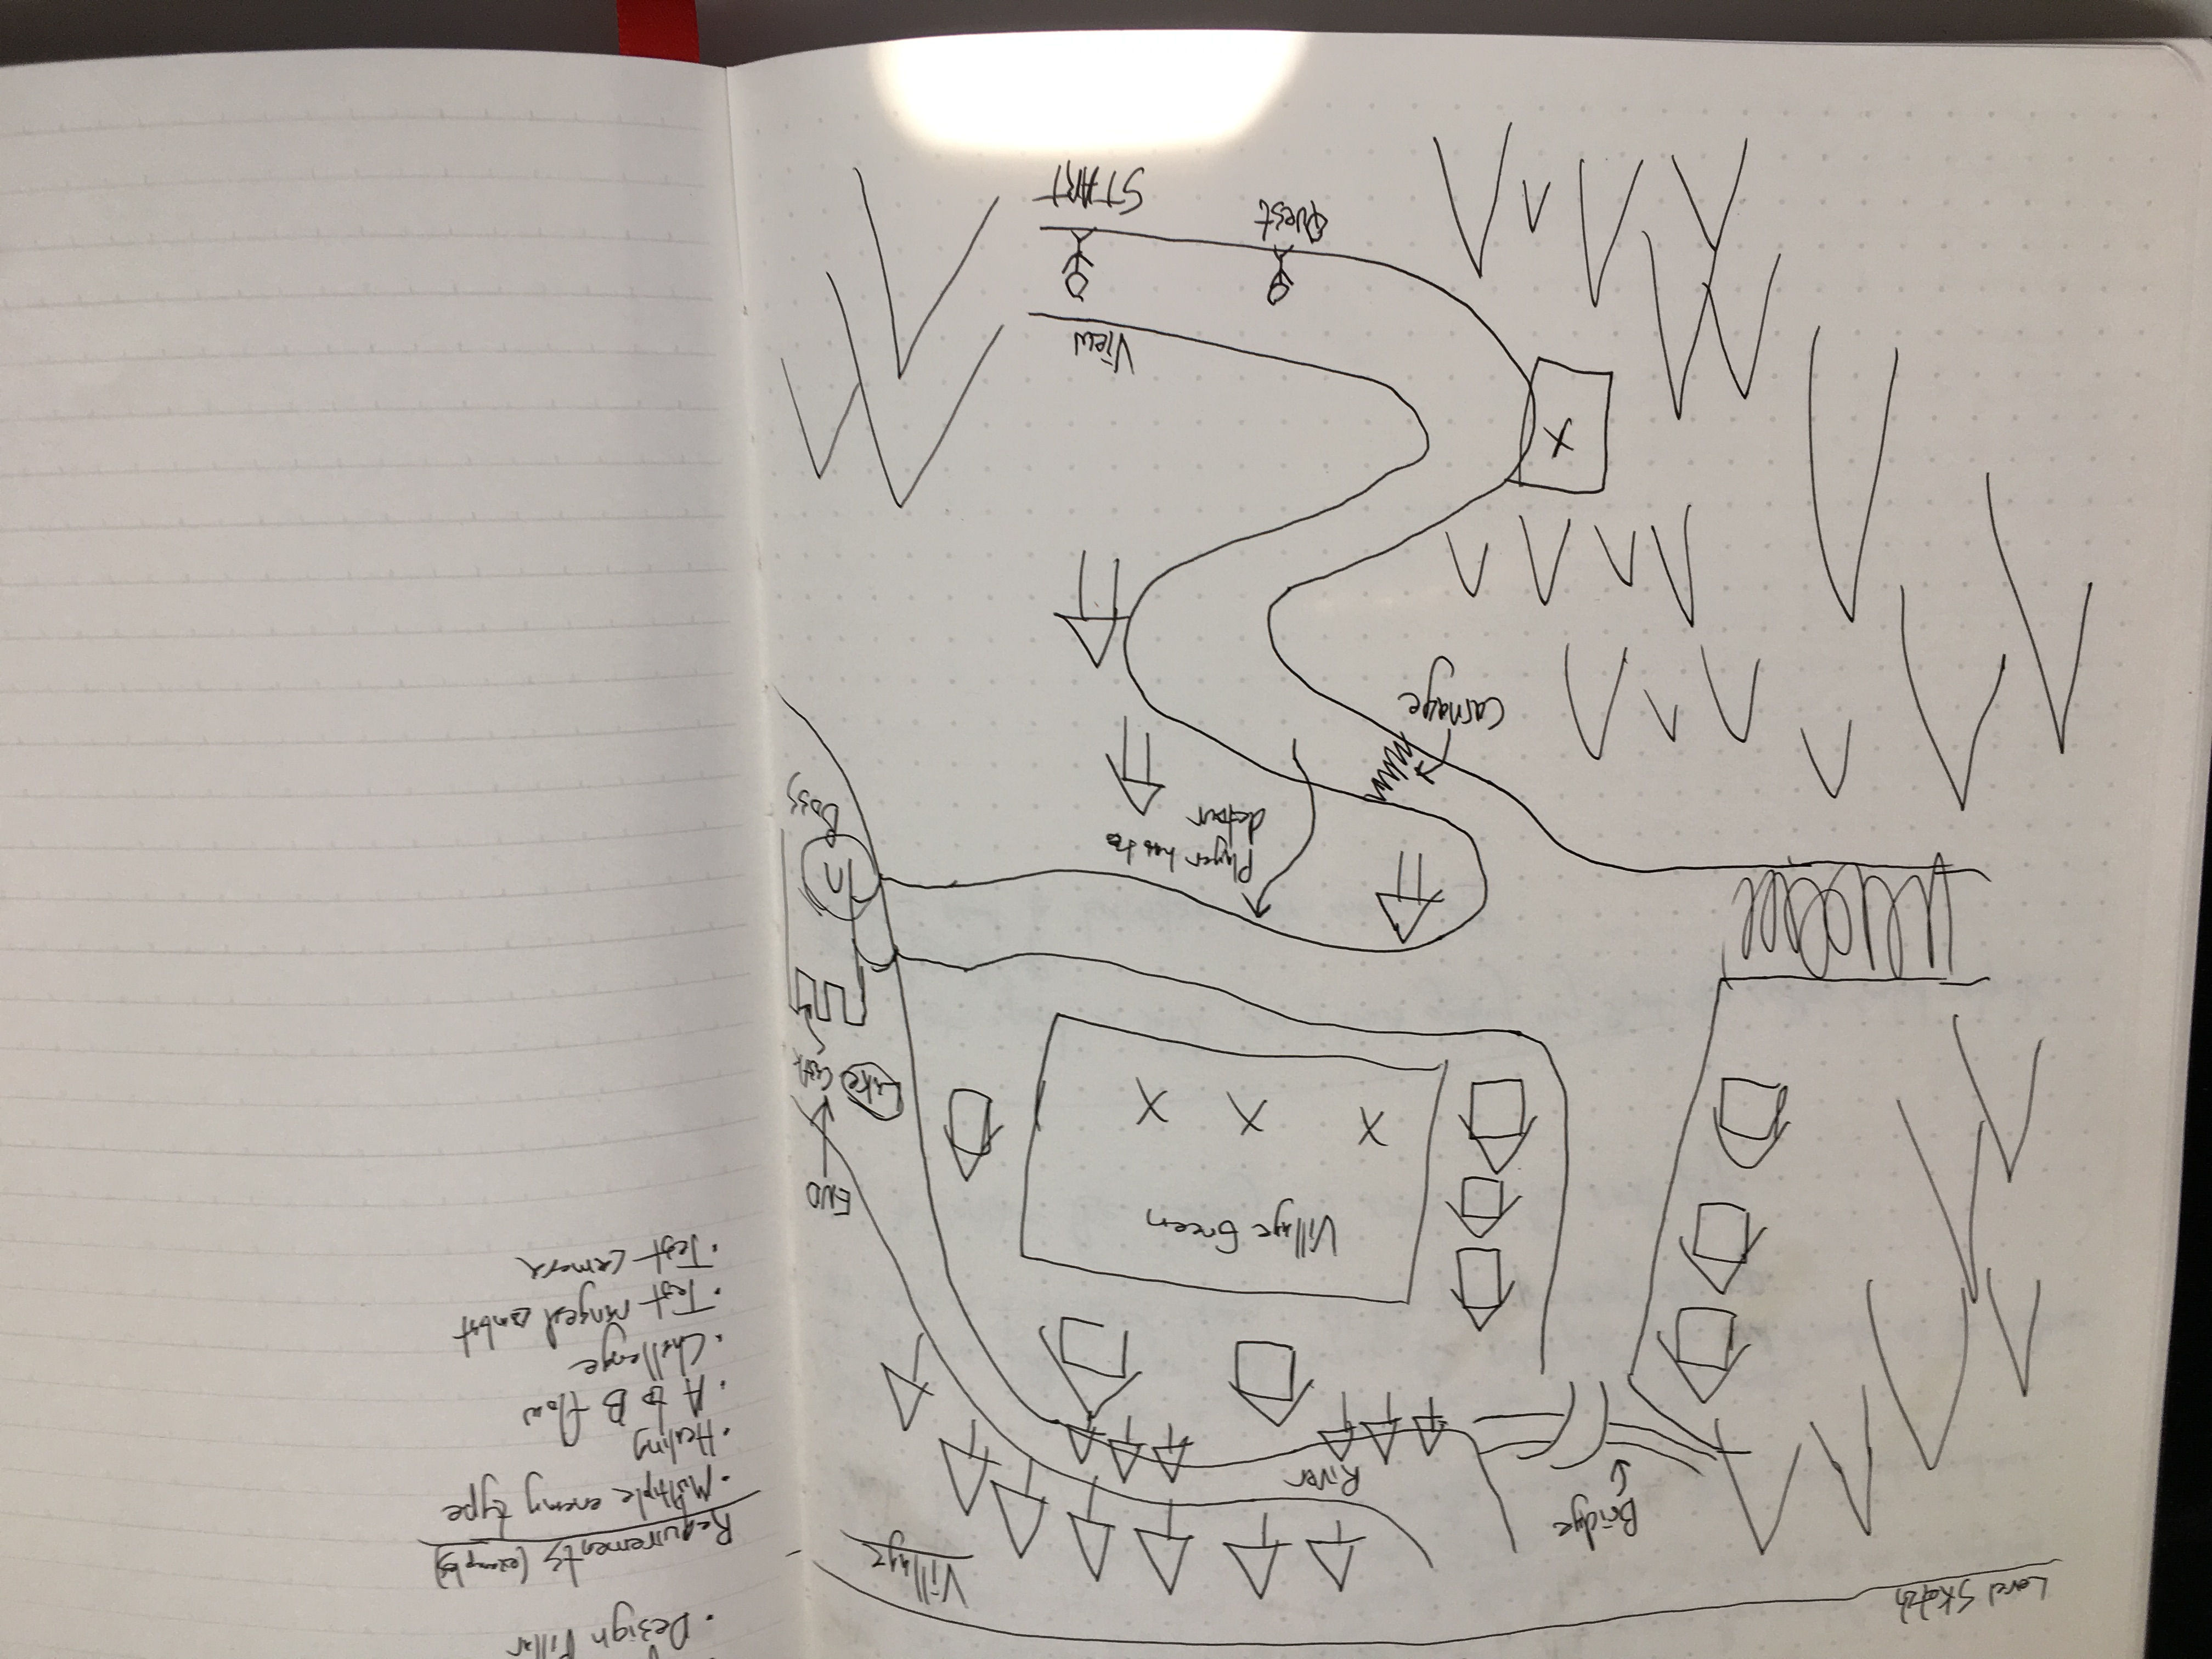 Level Sketch
Village
Bridge
River
Village Green
X X X
END
Lake
Castle
Player has to
detour
Boss
Carnage
X
View
Quest
START
• Design Pillar
Requirements (examples)
• Multiple enemy type
• Healing
• A to B flow
• Challenge
• Test ranged combat
• Test camera